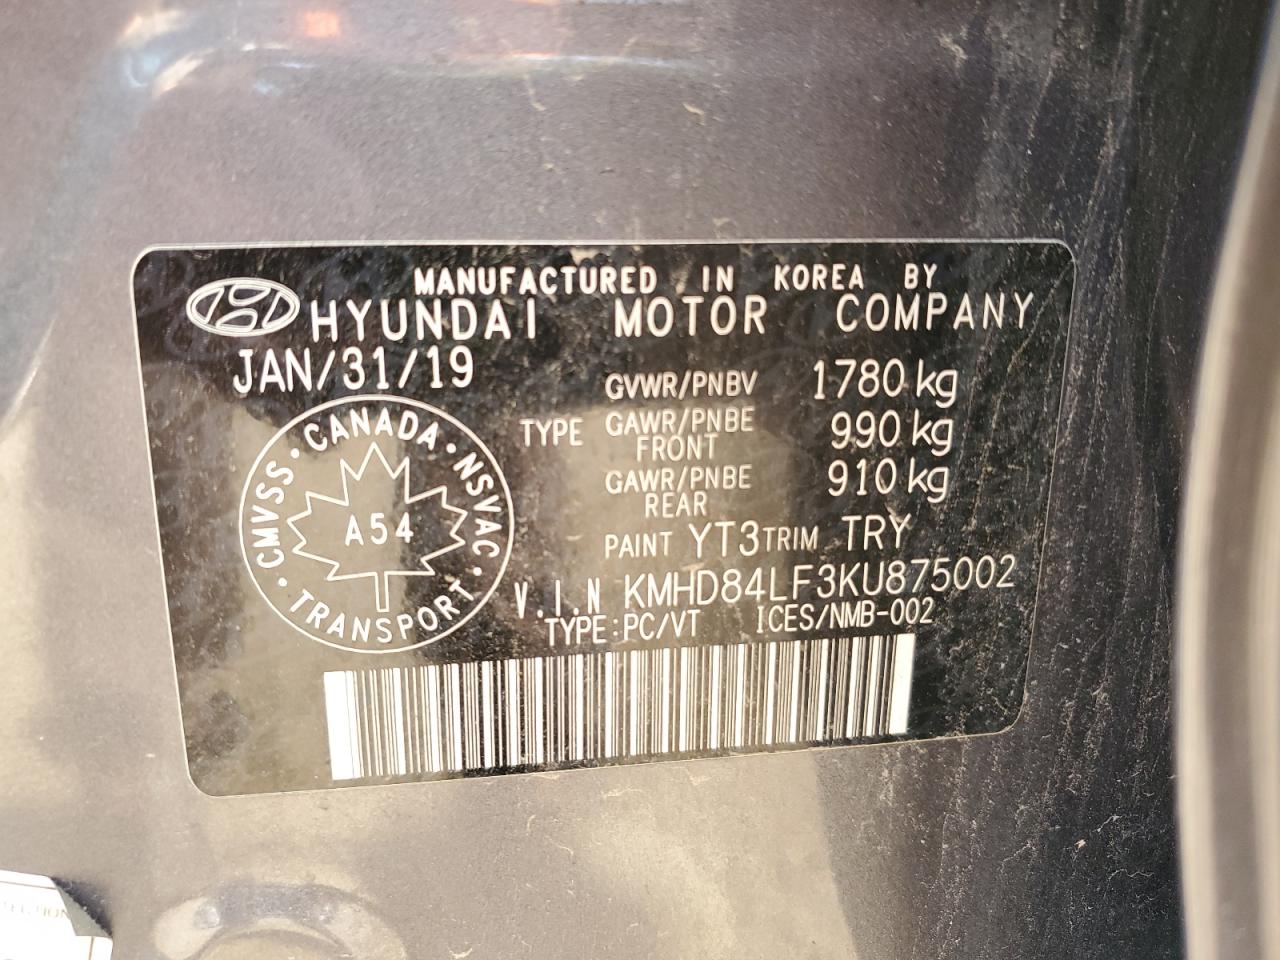 MANUFACTURED IN KOREA BY
HYUNDAI MOTOR COMPANY
JAN/31/19
GVWR/PNBV 1780 kg
TYPE GAWR/PNBE FRONT 990 kg
GAWR/PNBE REAR 910 kg
PAINT YT3 TRIM TRY
V.I.N KMHD84LF3KU875002
TYPE:PC/VT ICES/NMB-002
CMVSS · CANADA · NSVAC · TRANSPORT ·
A54